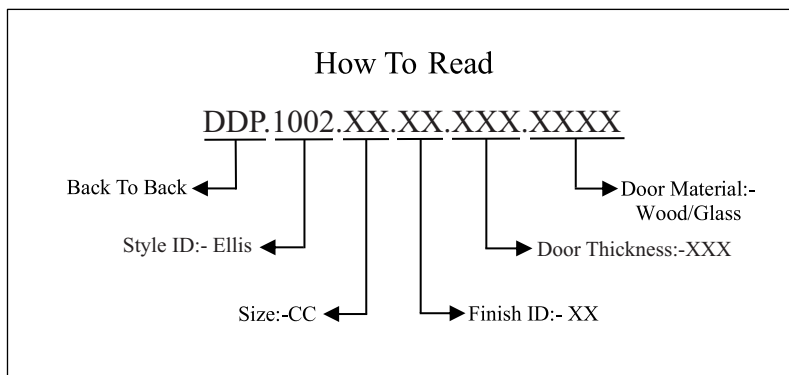 How To Read
DDP.1002.XX.XX.XXX.XXXX
Back To Back
Door Material:-
Wood/Glass
Style ID:- Ellis
Door Thickness:-XXX
Size:-CC
Finish ID:- XX